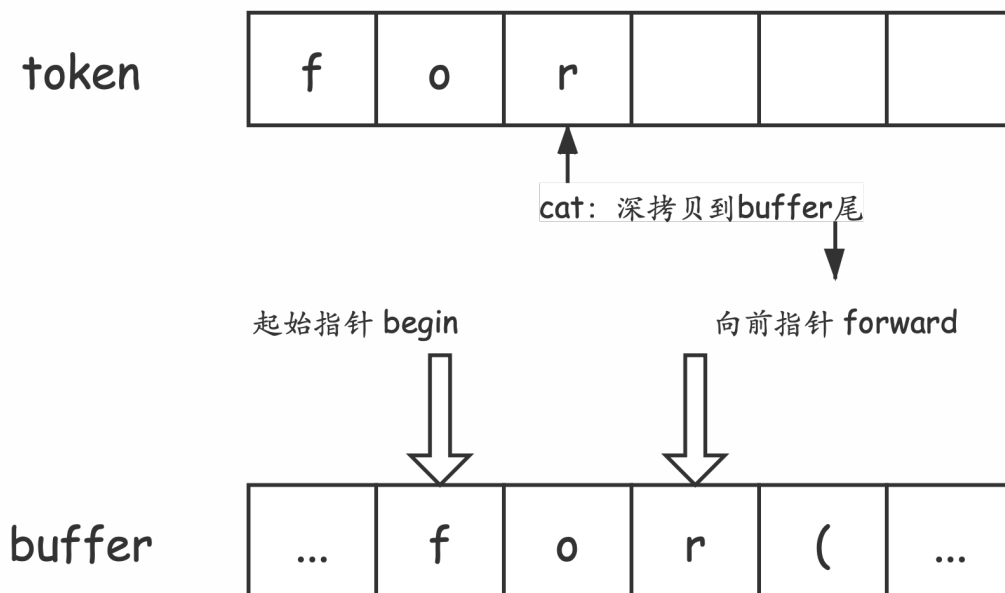 token f o r
cat: 深拷贝到buffer尾
起始指针 begin 向前指针 forward
buffer ... f o r ( ...